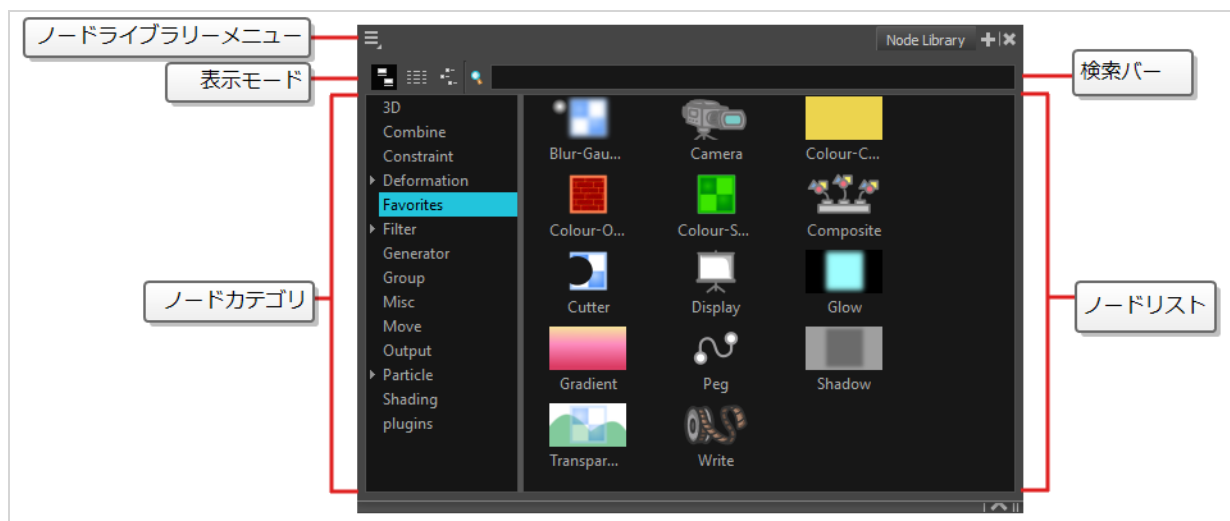 ノードライブラリーメニュー
Node Library
表示モード
検索バー
3D
Combine
Constraint
Deformation
Favorites
Filter
Generator
Group
Misc
Move
Output
Particle
Shading
plugins
ノードカテゴリ
Blur-Gau... Camera Colour-C...
Colour-O... Colour-S... Composite
Cutter Display Glow
Gradient Peg Shadow
Transpar... Write
ノードリスト